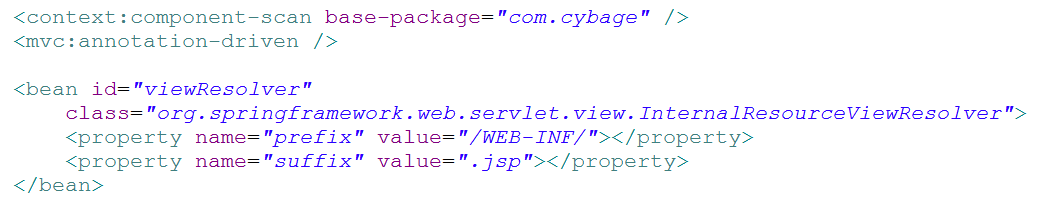 <context:component-scan base-package="com.cybage" />
<mvc:annotation-driven />

<bean id="viewResolver"
    class="org.springframework.web.servlet.view.InternalResourceViewResolver">
    <property name="prefix" value="/WEB-INF/"></property>
    <property name="suffix" value=".jsp"></property>
</bean>